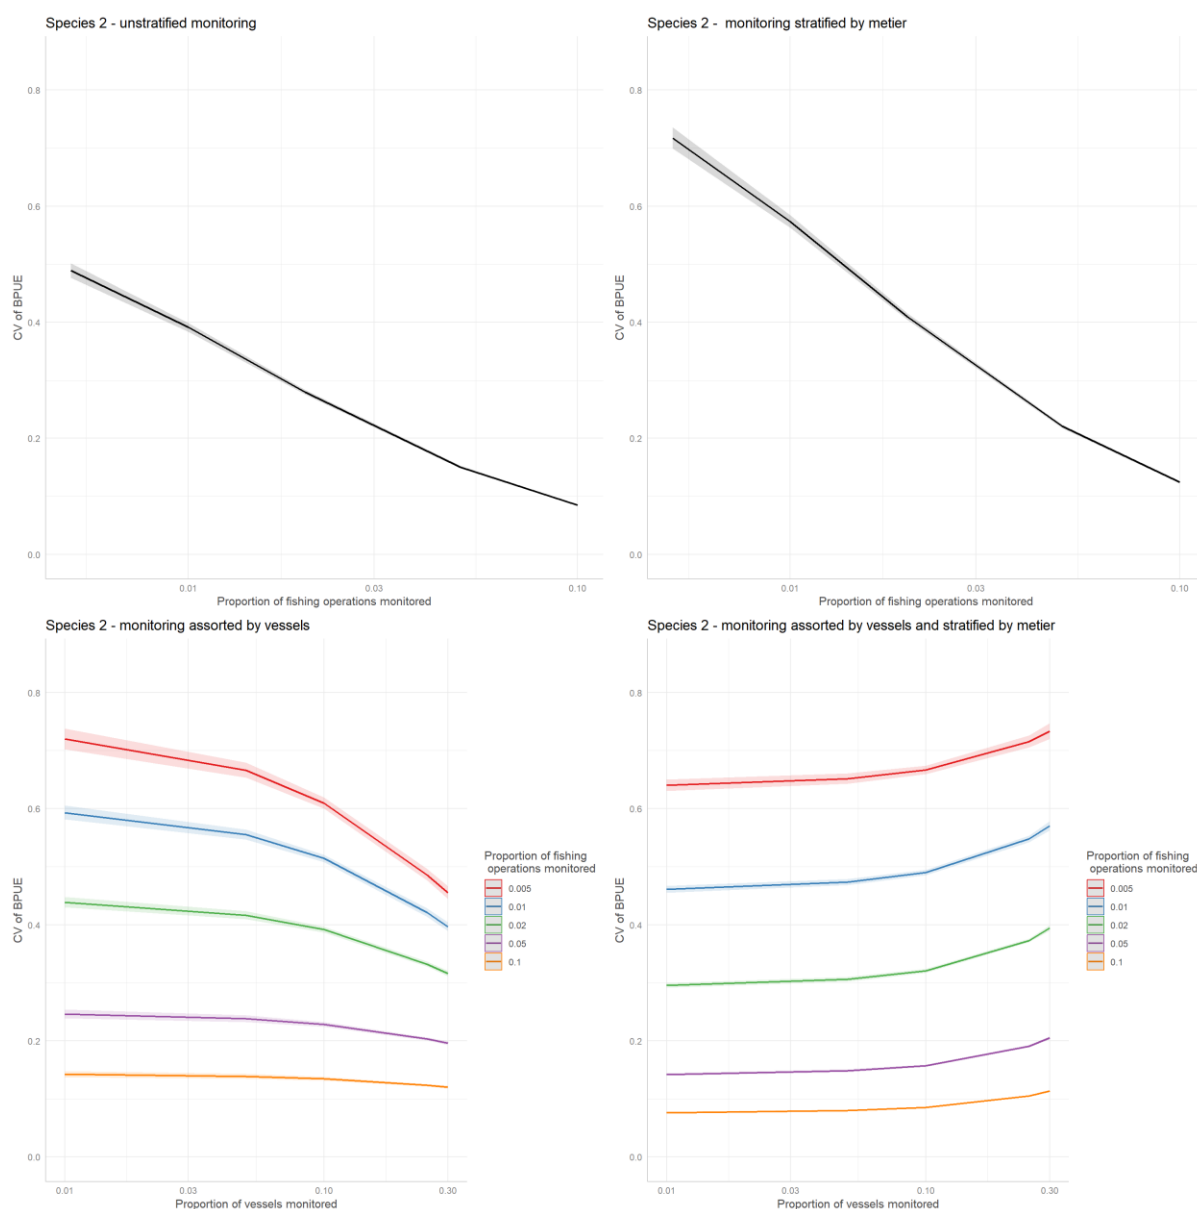 Species 2 - unstratified monitoring
0.8
0.6
0.4
0.2
0.0
CV of BPUE
0.01
0.03
0.10
Proportion of fishing operations monitored
Species 2 -  monitoring stratified by metier
0.8
0.6
0.4
0.2
0.0
CV of BPUE
0.01
0.03
0.10
Proportion of fishing operations monitored
Species 2 - monitoring assorted by vessels
0.8
0.6
0.4
0.2
0.0
CV of BPUE
0.01
0.03
0.10
0.30
Proportion of vessels monitored
Proportion of fishing
operations monitored
0.005
0.01
0.02
0.05
0.1
Species 2 - monitoring assorted by vessels and stratified by metier
0.8
0.6
0.4
0.2
0.0
CV of BPUE
0.01
0.03
0.10
0.30
Proportion of vessels monitored
Proportion of fishing
operations monitored
0.005
0.01
0.02
0.05
0.1